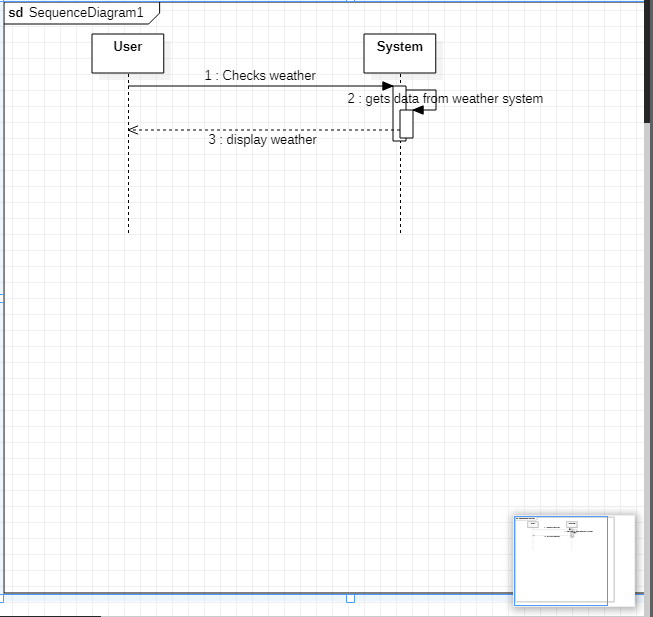 sd SequenceDiagram1
User
System
1 : Checks weather
2 : gets data from weather system
3 : display weather